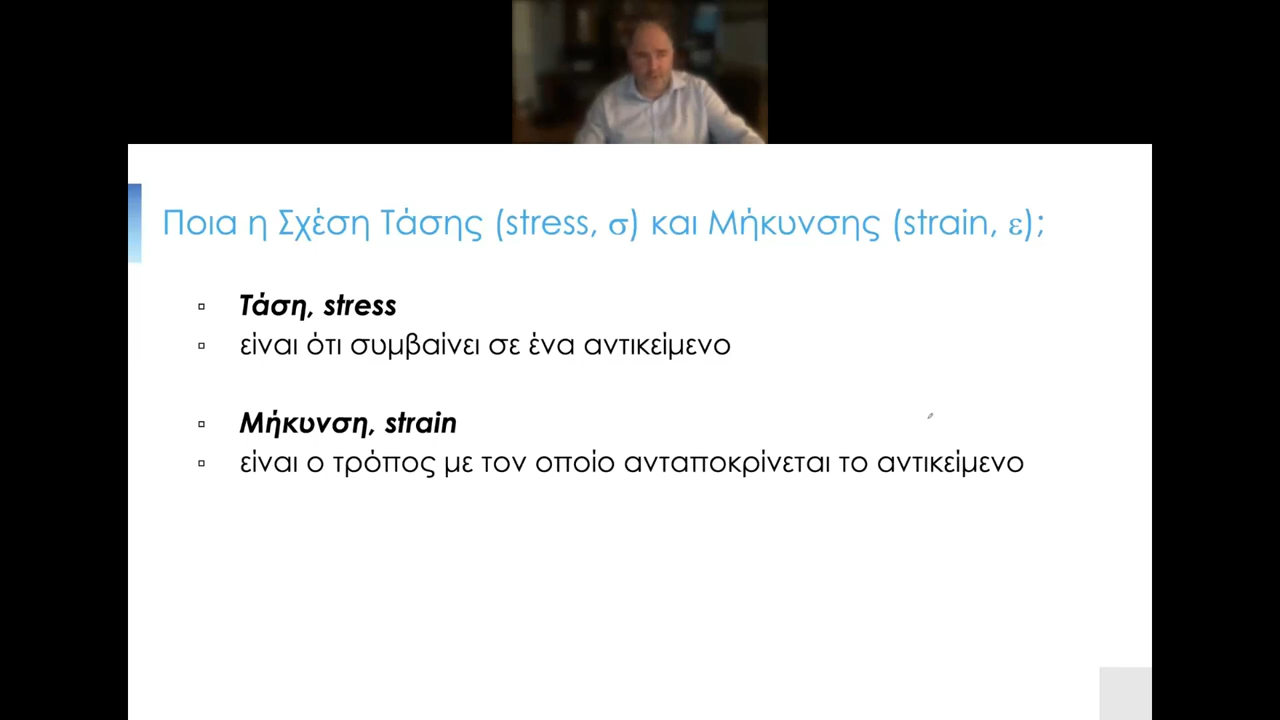 Ποια η Σχέση Τάσης (stress, σ) και Μήκυνσης (strain, ε);
Τάση, stress
είναι ότι συμβαίνει σε ένα αντικείμενο
Μήκυνση, strain
είναι ο τρόπος με τον οποίο ανταποκρίνεται το αντικείμενο